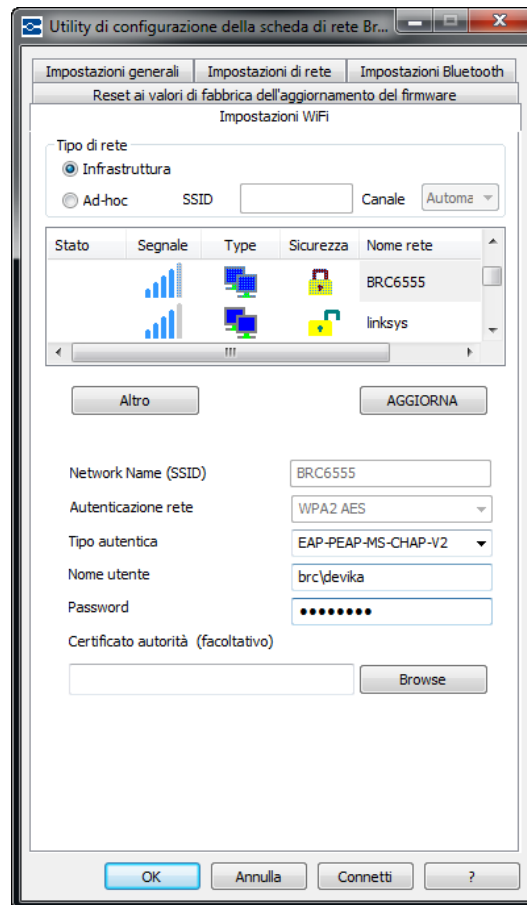 Utility di configurazione della scheda di rete Br...
Impostazioni generali Impostazioni di rete Impostazioni Bluetooth
Reset ai valori di fabbrica dell'aggiornamento del firmware
Impostazioni WiFi
Tipo di rete
Infrastruttura
Ad-hoc SSID Canale Automa
Stato Segnale Type Sicurezza Nome rete
BRC6555
linksys
Altro AGGIORNA
Network Name (SSID) BRC6555
Autenticazione rete WPA2 AES
Tipo autentica EAP-PEAP-MS-CHAP-V2
Nome utente brc\devika
Password ●●●●●●●●
Certificato autorità (facoltativo)
Browse
OK Annulla Connetti ?